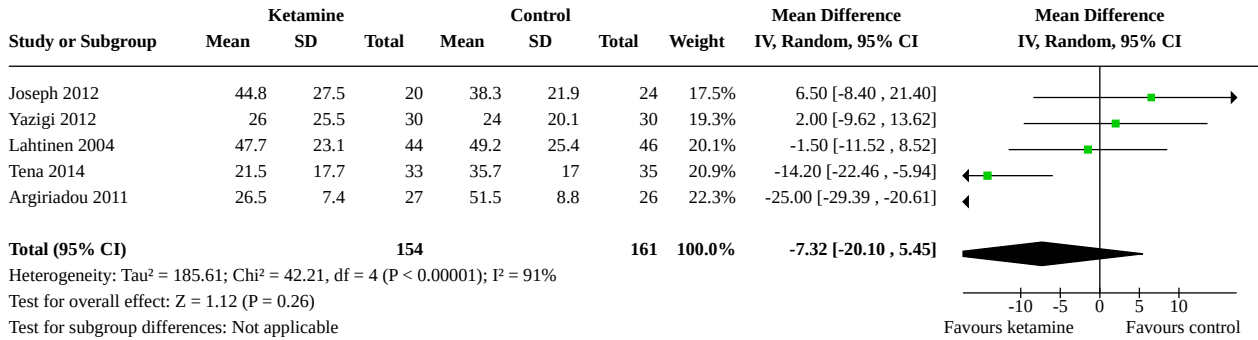 Ketamine Control Mean Difference Mean Difference
Study or Subgroup Mean SD Total Mean SD Total Weight IV, Random, 95% CI IV, Random, 95% CI
Joseph 2012 44.8 27.5 20 38.3 21.9 24 17.5% 6.50 [-8.40 , 21.40]
Yazigi 2012 26 25.5 30 24 20.1 30 19.3% 2.00 [-9.62 , 13.62]
Lahtinen 2004 47.7 23.1 44 49.2 25.4 46 20.1% -1.50 [-11.52 , 8.52]
Tena 2014 21.5 17.7 33 35.7 17 35 20.9% -14.20 [-22.46 , -5.94]
Argiriadou 2011 26.5 7.4 27 51.5 8.8 26 22.3% -25.00 [-29.39 , -20.61]
Total (95% CI) 154 161 100.0% -7.32 [-20.10 , 5.45]
Heterogeneity: Tau² = 185.61; Chi² = 42.21, df = 4 (P < 0.00001); I² = 91%
Test for overall effect: Z = 1.12 (P = 0.26)
Test for subgroup differences: Not applicable
-10 -5 0 5 10
Favours ketamine Favours control